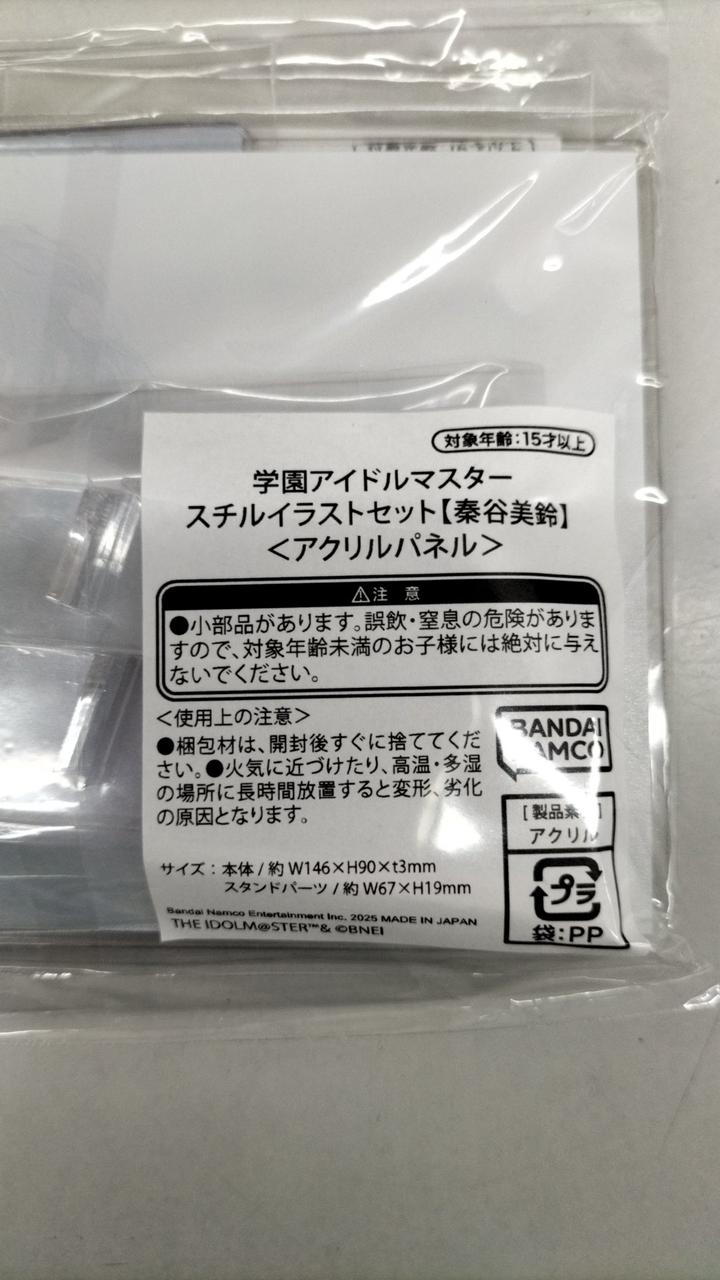 対象年齢:15才以上
学園アイドルマスター
スチルイラストセット【秦谷美鈴】
＜アクリルパネル＞
⚠注 意
●小部品があります。誤飲・窒息の危険がありま
すので、対象年齢未満のお子様には絶対に与え
ないでください。
＜使用上の注意＞
●梱包材は、開封後すぐに捨ててくだ
さい。●火気に近づけたり、高温・多湿
の場所に長時間放置すると変形、劣化
の原因となります。
BANDAI
NAMCO
[製品素材]
アクリル
プラ
袋:PP
サイズ：本体 / 約 W146×H90×t3mm
スタンドパーツ / 約 W67×H19mm
Bandai Namco Entertainment Inc. 2025 MADE IN JAPAN
THE IDOLM@STER™& ©BNEI